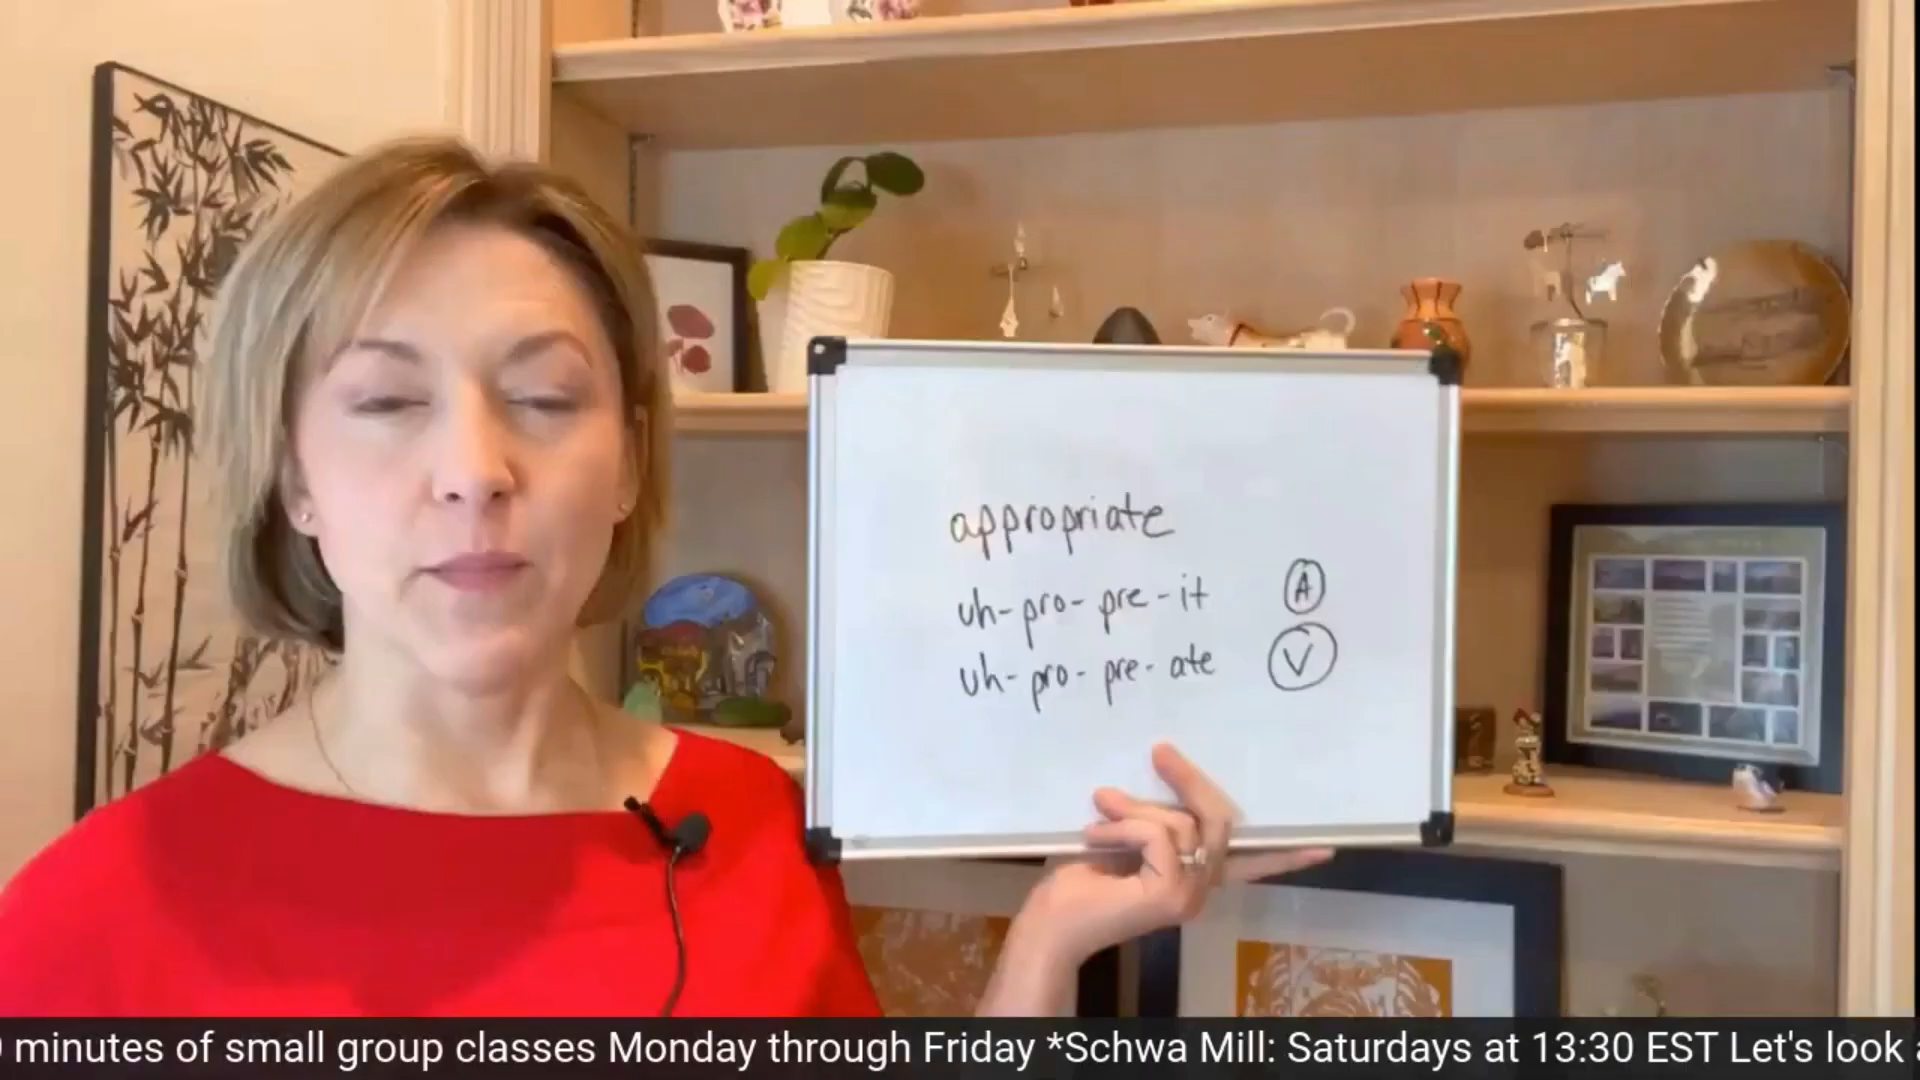 appropriate
uh-pro-pre-it A
uh-pro-pre-ate V
minutes of small group classes Monday through Friday *Schwa Mill: Saturdays at 13:30 EST Let's look